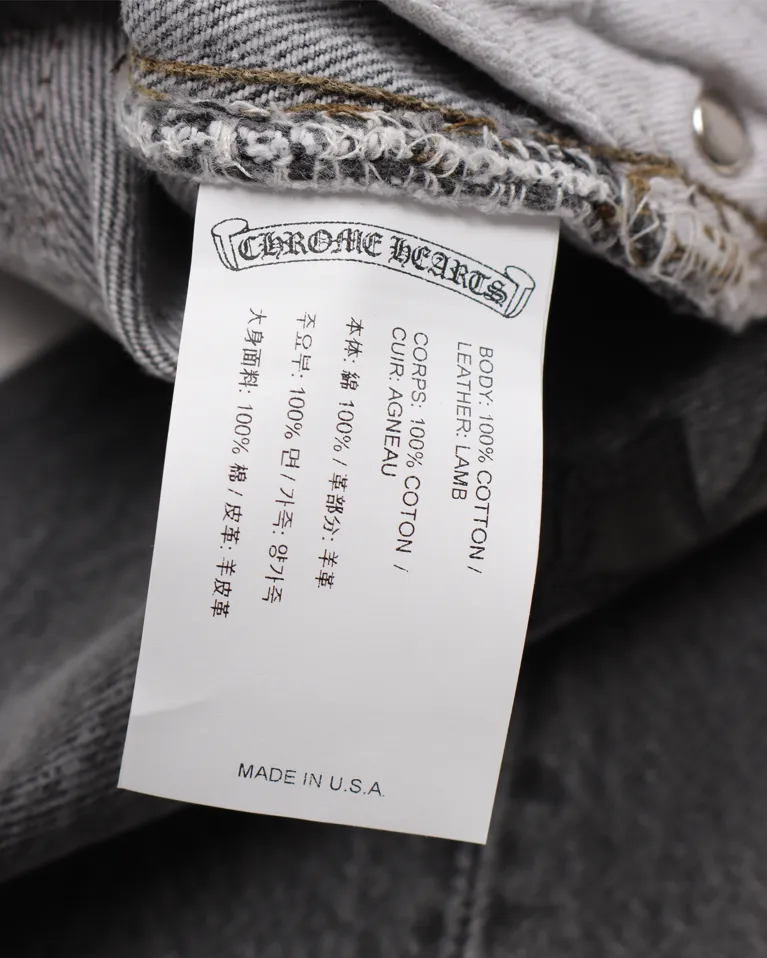 CHROME HEARTS
BODY: 100% COTTON /
LEATHER: LAMB
CORPS: 100% COTON /
CUIR: AGNEAU
本体: 綿 100% / 革部分: 羊革
주요부: 100% 면 / 가죽: 양가죽
大身面料: 100% 棉 / 皮革: 羊皮革
MADE IN U.S.A.